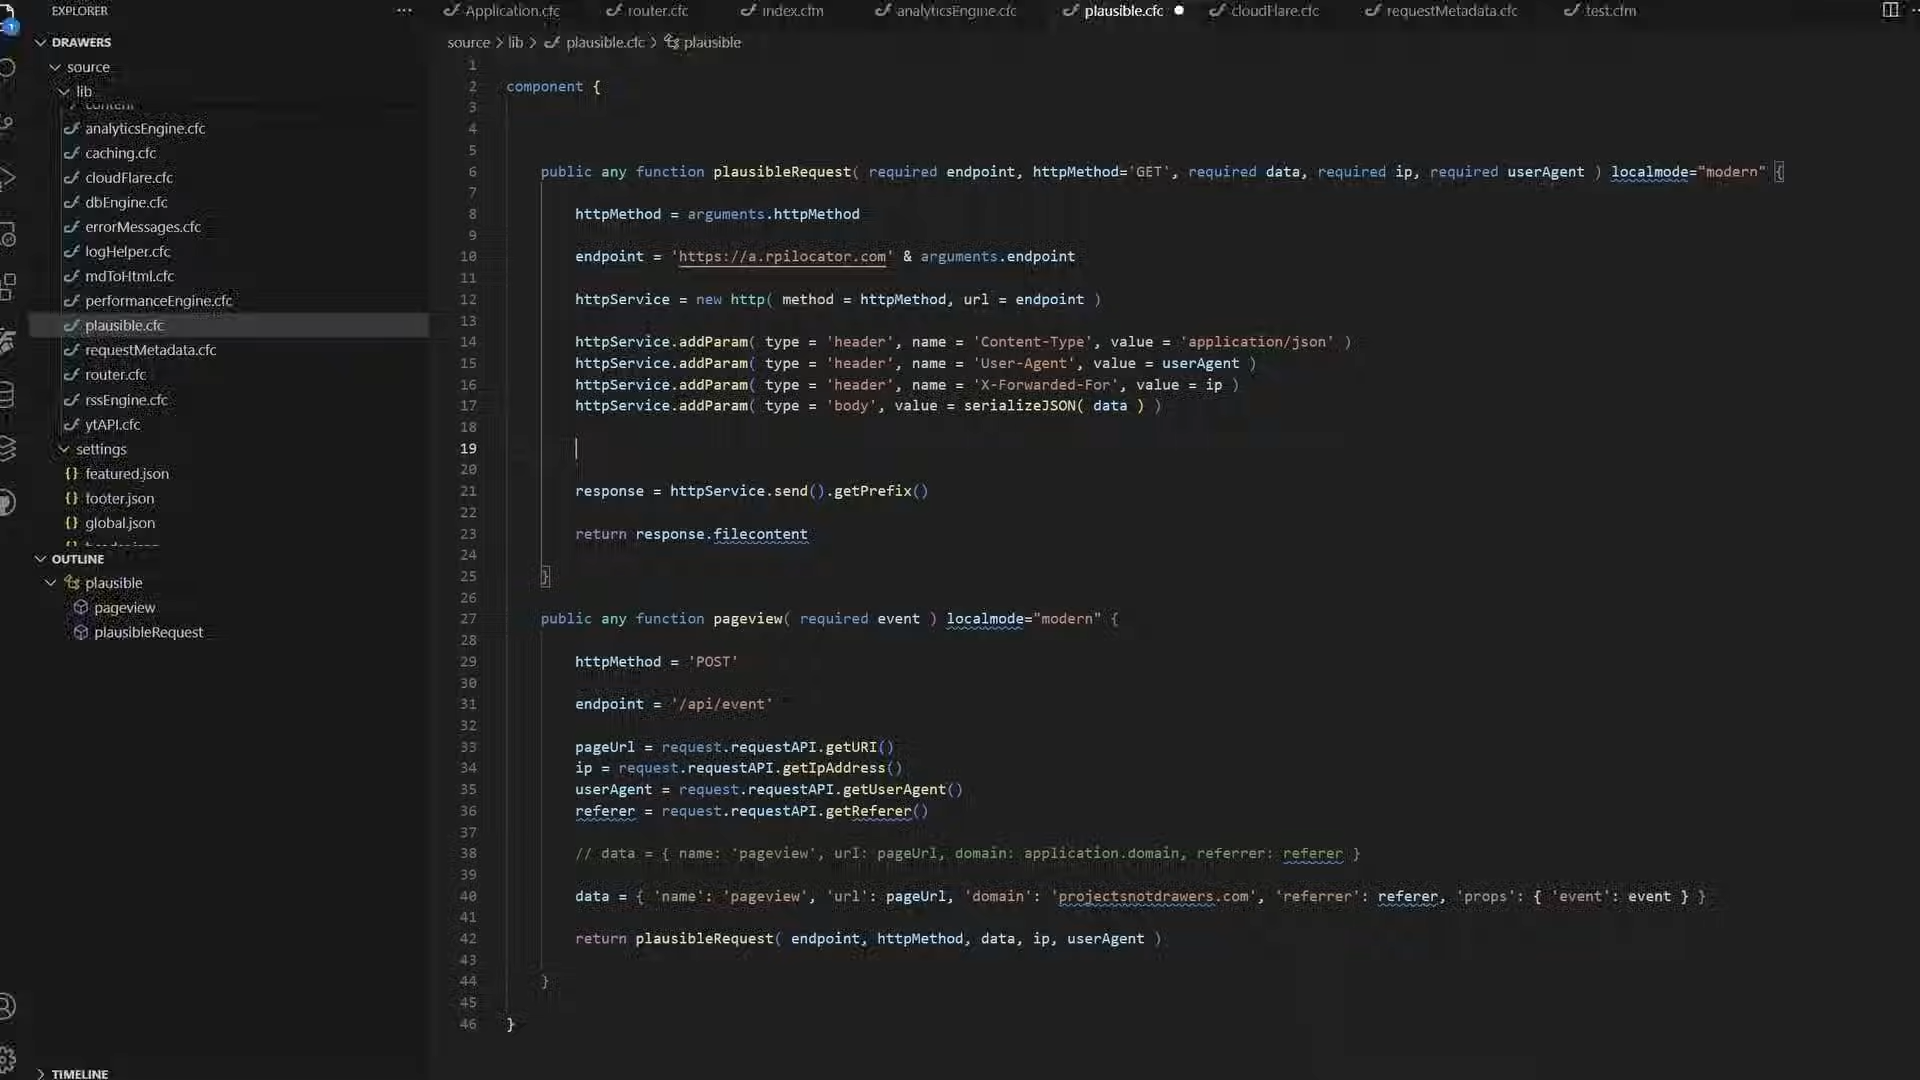 EXPLORER
DRAWERS
source
lib
content
analyticsEngine.cfc
caching.cfc
cloudFlare.cfc
dbEngine.cfc
errorMessages.cfc
logHelper.cfc
mdToHtml.cfc
performanceEngine.cfc
plausible.cfc
requestMetadata.cfc
router.cfc
rssEngine.cfc
ytAPI.cfc
settings
featured.json
footer.json
global.json
OUTLINE
plausible
pageview
plausibleRequest
TIMELINE
Application.cfc router.cfc index.cfm analyticsEngine.cfc plausible.cfc cloudFlare.cfc requestMetadata.cfc test.cfm
source > lib > plausible.cfc > plausible
1
2 component {
3
4
5
6 public any function plausibleRequest( required endpoint, httpMethod='GET', required data, required ip, required userAgent ) localmode="modern" {
7
8 httpMethod = arguments.httpMethod
9
10 endpoint = 'https://a.rpilocator.com' & arguments.endpoint
11
12 httpService = new http( method = httpMethod, url = endpoint )
13
14 httpService.addParam( type = 'header', name = 'Content-Type', value = 'application/json' )
15 httpService.addParam( type = 'header', name = 'User-Agent', value = userAgent )
16 httpService.addParam( type = 'header', name = 'X-Forwarded-For', value = ip )
17 httpService.addParam( type = 'body', value = serializeJSON( data ) )
18
19
20
21 response = httpService.send().getPrefix()
22
23 return response.filecontent
24
25 }
26
27 public any function pageview( required event ) localmode="modern" {
28
29 httpMethod = 'POST'
30
31 endpoint = '/api/event'
32
33 pageUrl = request.requestAPI.getURI()
34 ip = request.requestAPI.getIpAddress()
35 userAgent = request.requestAPI.getUserAgent()
36 referer = request.requestAPI.getReferer()
37
38 // data = { name: 'pageview', url: pageUrl, domain: application.domain, referrer: referer }
39
40 data = { 'name': 'pageview', 'url': pageUrl, 'domain': 'projectsnotdrawers.com', 'referrer': referer, 'props': { 'event': event } }
41
42 return plausibleRequest( endpoint, httpMethod, data, ip, userAgent )
43
44 }
45
46 }